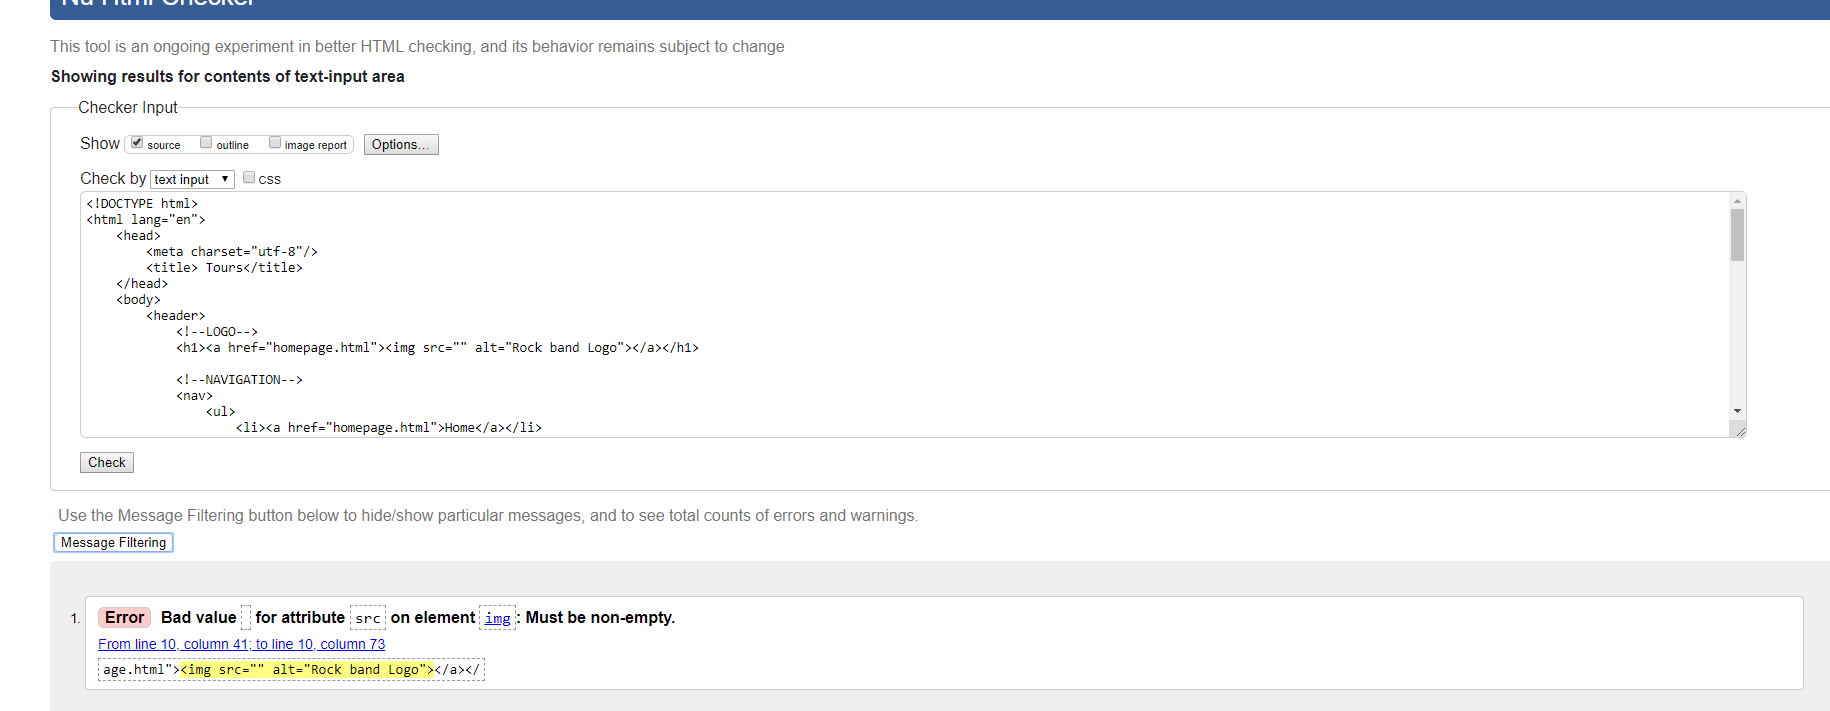 Nu Html Checker
This tool is an ongoing experiment in better HTML checking, and its behavior remains subject to change
Showing results for contents of text-input area
Checker Input
Show source outline image report Options...
Check by text input CSS
<!DOCTYPE html>
<html lang="en">
<head>
<meta charset="utf-8"/>
<title> Tours</title>
</head>
<body>
<header>
<!--LOGO-->
<h1><a href="homepage.html"><img src="" alt="Rock band Logo"></a></h1>
<!--NAVIGATION-->
<nav>
<ul>
<li><a href="homepage.html">Home</a></li>
Check
Use the Message Filtering button below to hide/show particular messages, and to see total counts of errors and warnings.
Message Filtering
1. Error Bad value for attribute src on element img: Must be non-empty.
From line 10, column 41; to line 10, column 73
age.html"><img src="" alt="Rock band Logo"></a></